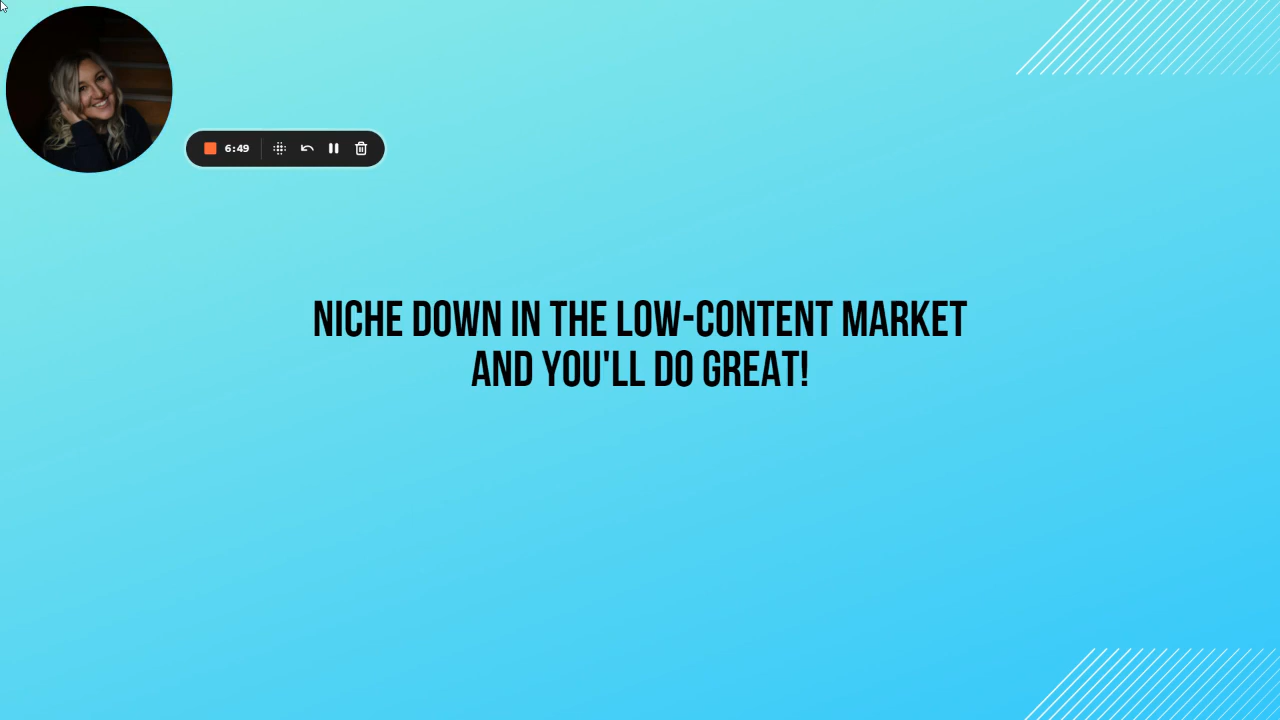 6:49
NICHE DOWN IN THE LOW-CONTENT MARKET
AND YOU'LL DO GREAT!